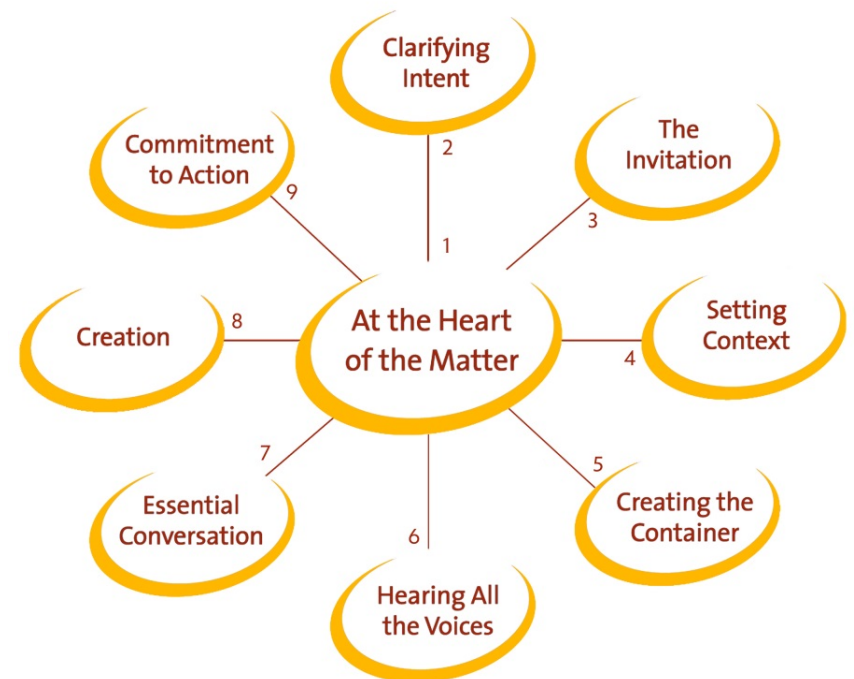 At the Heart
of the Matter
1
Clarifying
Intent
2
The
Invitation
3
Setting
Context
4
Creating the
Container
5
Hearing All
the Voices
6
Essential
Conversation
7
Creation
8
Commitment
to Action
9